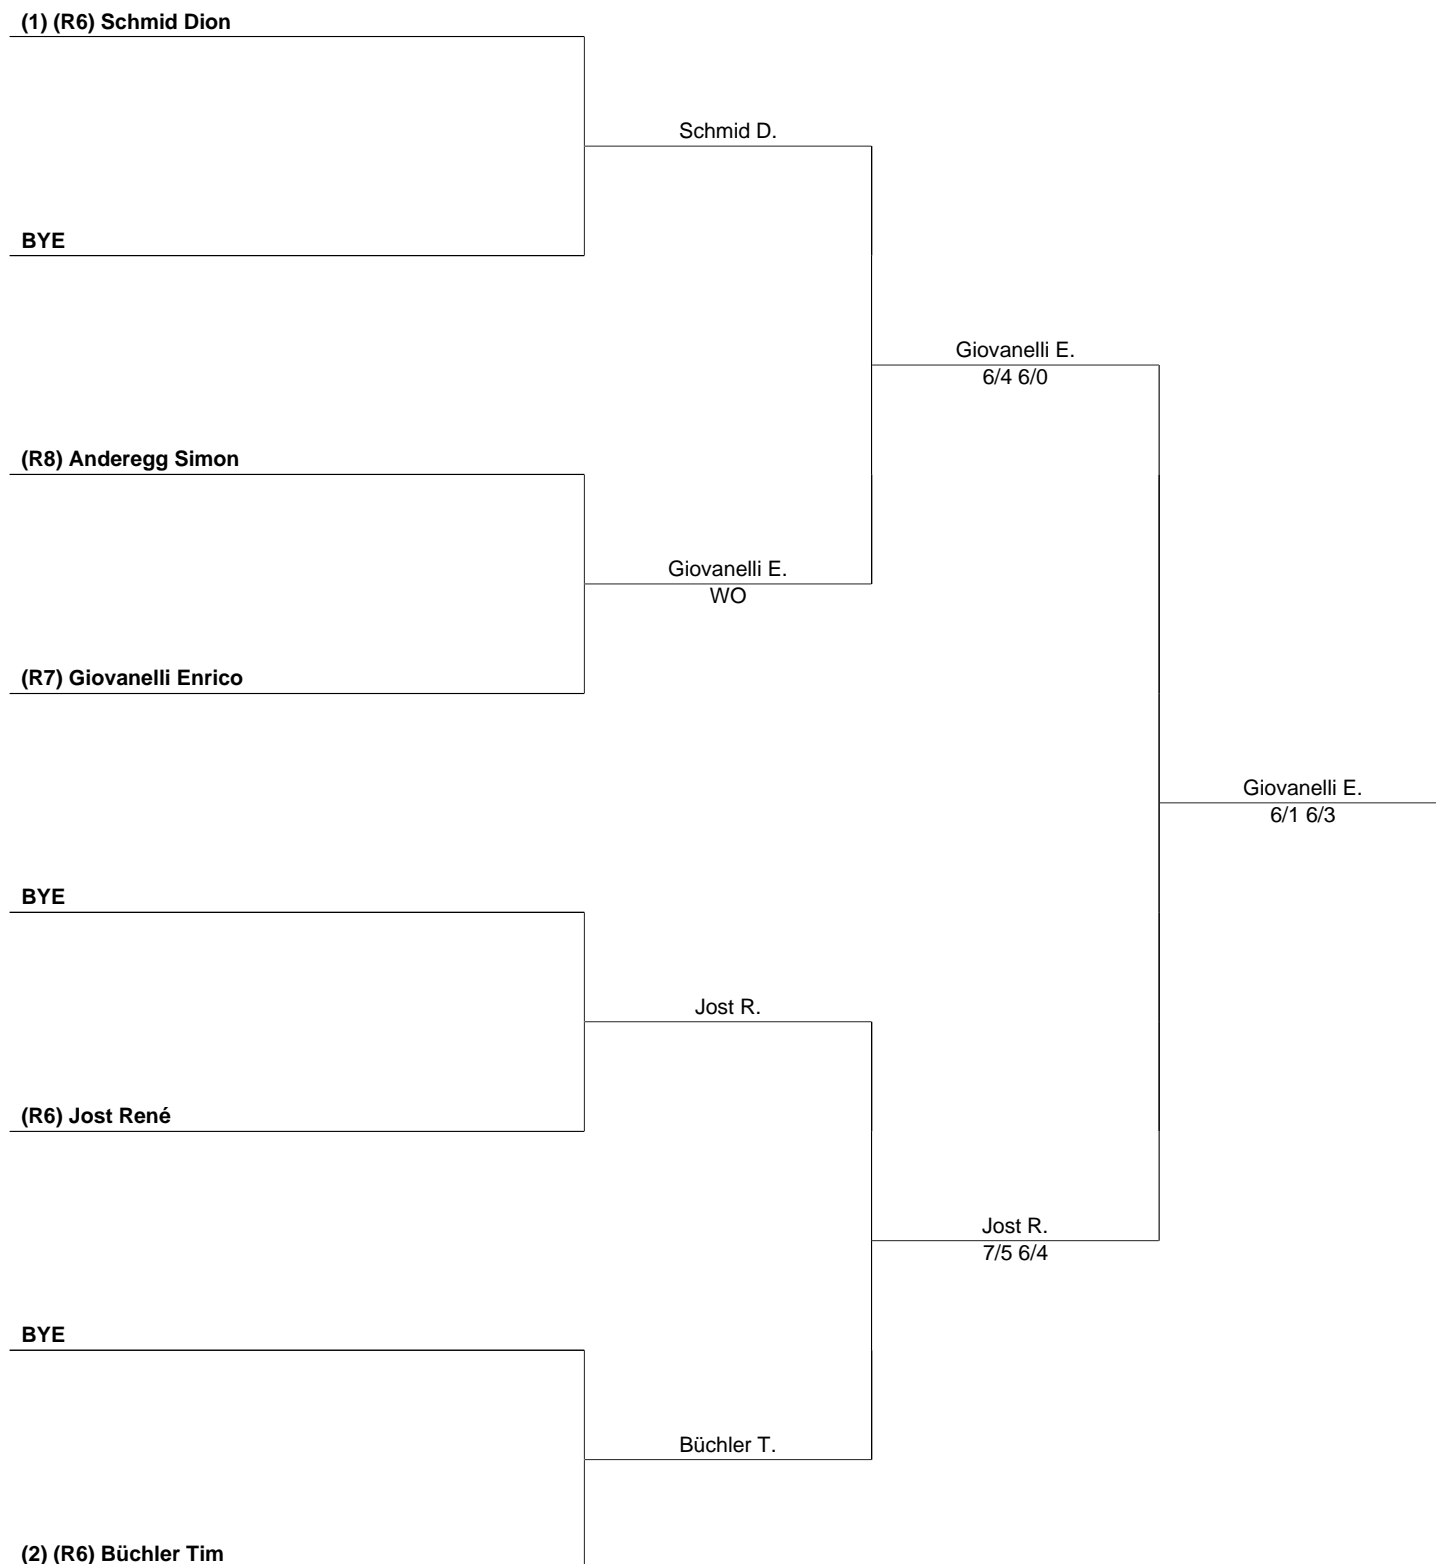 (1) (R6) Schmid Dion
Schmid D.
BYE
Giovanelli E.
6/4 6/0
(R8) Anderegg Simon
Giovanelli E.
WO
(R7) Giovanelli Enrico
Giovanelli E.
6/1 6/3
BYE
Jost R.
(R6) Jost René
Jost R.
7/5 6/4
BYE
Büchler T.
(2) (R6) Büchler Tim